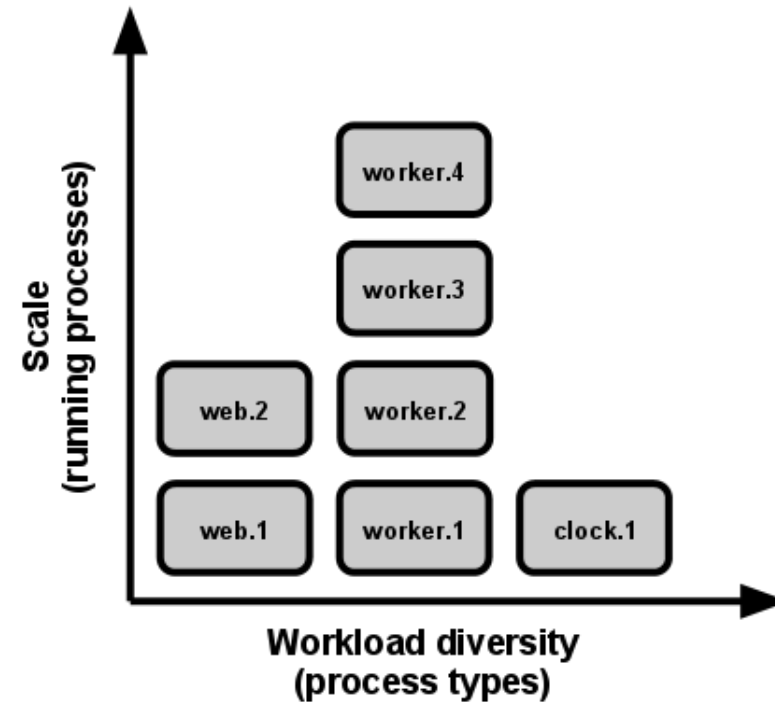 Scale
(running processes)
worker.4
worker.3
web.2
worker.2
web.1
worker.1
clock.1
Workload diversity
(process types)